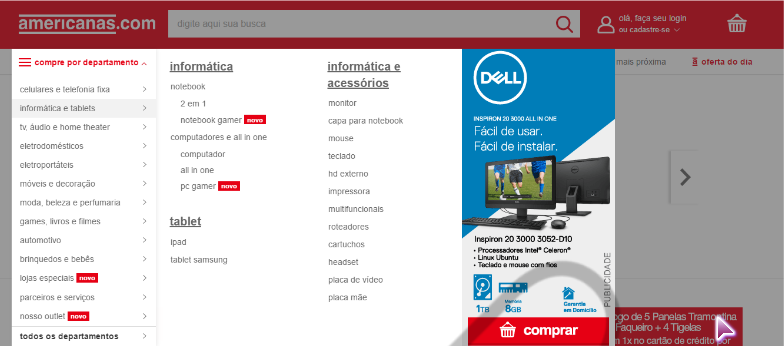 americanas.com
digite aqui sua busca
olá, faça seu login
ou cadastre-se
compre por departamento
mais próxima
oferta do dia
celulares e telefonia fixa
informática e tablets
tv, áudio e home theater
eletrodomésticos
eletroportáteis
móveis e decoração
moda, beleza e perfumaria
games, livros e filmes
automotivo
brinquedos e bebês
lojas especiais novo
parceiros e serviços
nosso outlet novo
todos os departamentos
informática
notebook
2 em 1
notebook gamer novo
computadores e all in one
computador
all in one
pc gamer novo
tablet
ipad
tablet samsung
informática e
acessórios
monitor
capa para notebook
mouse
teclado
hd externo
impressora
multifuncionais
roteadores
cartuchos
headset
placa de vídeo
placa mãe
DELL
INSPIRON 20 3000 ALL IN ONE
Fácil de usar.
Fácil de instalar.
Inspiron 20 3000 3052-D10
• Processadores Intel® Celeron®
• Linux Ubuntu
• Teclado e mouse com fios
1TB
Memória
8GB
Garantia
em Domicílio
PUBLICIDADE
comprar
go de 5 Panelas Tramontina
Faqueiro + 4 Tigelas
m 1x no cartão de crédito por